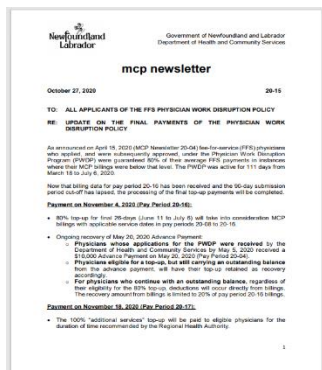 Newfoundland
Labrador
Government of Newfoundland and Labrador
Department of Health and Community Services
mcp newsletter
October 27, 2020 20-15
TO: ALL APPLICANTS OF THE FFS PHYSICIAN WORK DISRUPTION POLICY
RE: UPDATE ON THE FINAL PAYMENTS OF THE PHYSICIAN WORK
DISRUPTION POLICY
As announced on April 15, 2020 (MCP Newsletter 20-04) fee-for-service (FFS) physicians
who applied, and were subsequently approved, under the Physician Work Disruption
Program (PWDP) were guaranteed 80% of their average FFS payments in instances
where their MCP billings were below that level. The PWDP was active for 111 days from
March 18 to July 6, 2020.
Now that billing data for pay period 20-16 has been received and the 90-day submission
period cut-off has lapsed, the processing of the final top-up payments will be completed.
Payment on November 4, 2020 (Pay Period 20-16):
• 80% top-up for final 26-days (June 11 to July 6) will take into consideration MCP
billings with applicable service dates in pay periods 20-08 to 20-16.
• Ongoing recovery of May 20, 2020 Advance Payment:
o Physicians whose applications for the PWDP were received by the
Department of Health and Community Services by May 5, 2020 received a
$10,000 Advance Payment on May 20, 2020 (Pay Period 20-04).
o Physicians eligible for a top-up, but still carrying an outstanding balance
from the advance payment, will have their top-up retained as recovery
accordingly.
o For physicians who continue with an outstanding balance, regardless of
their eligibility for the 80% top-up, deductions will occur directly from billings.
The recovery amount from billings is limited to 20% of pay period 20-16 billings.
Payment on November 18, 2020 (Pay Period 20-17):
• The 100% "additional services" top-up will be paid to eligible physicians for the
duration of time recommended by the Regional Health Authority.
1